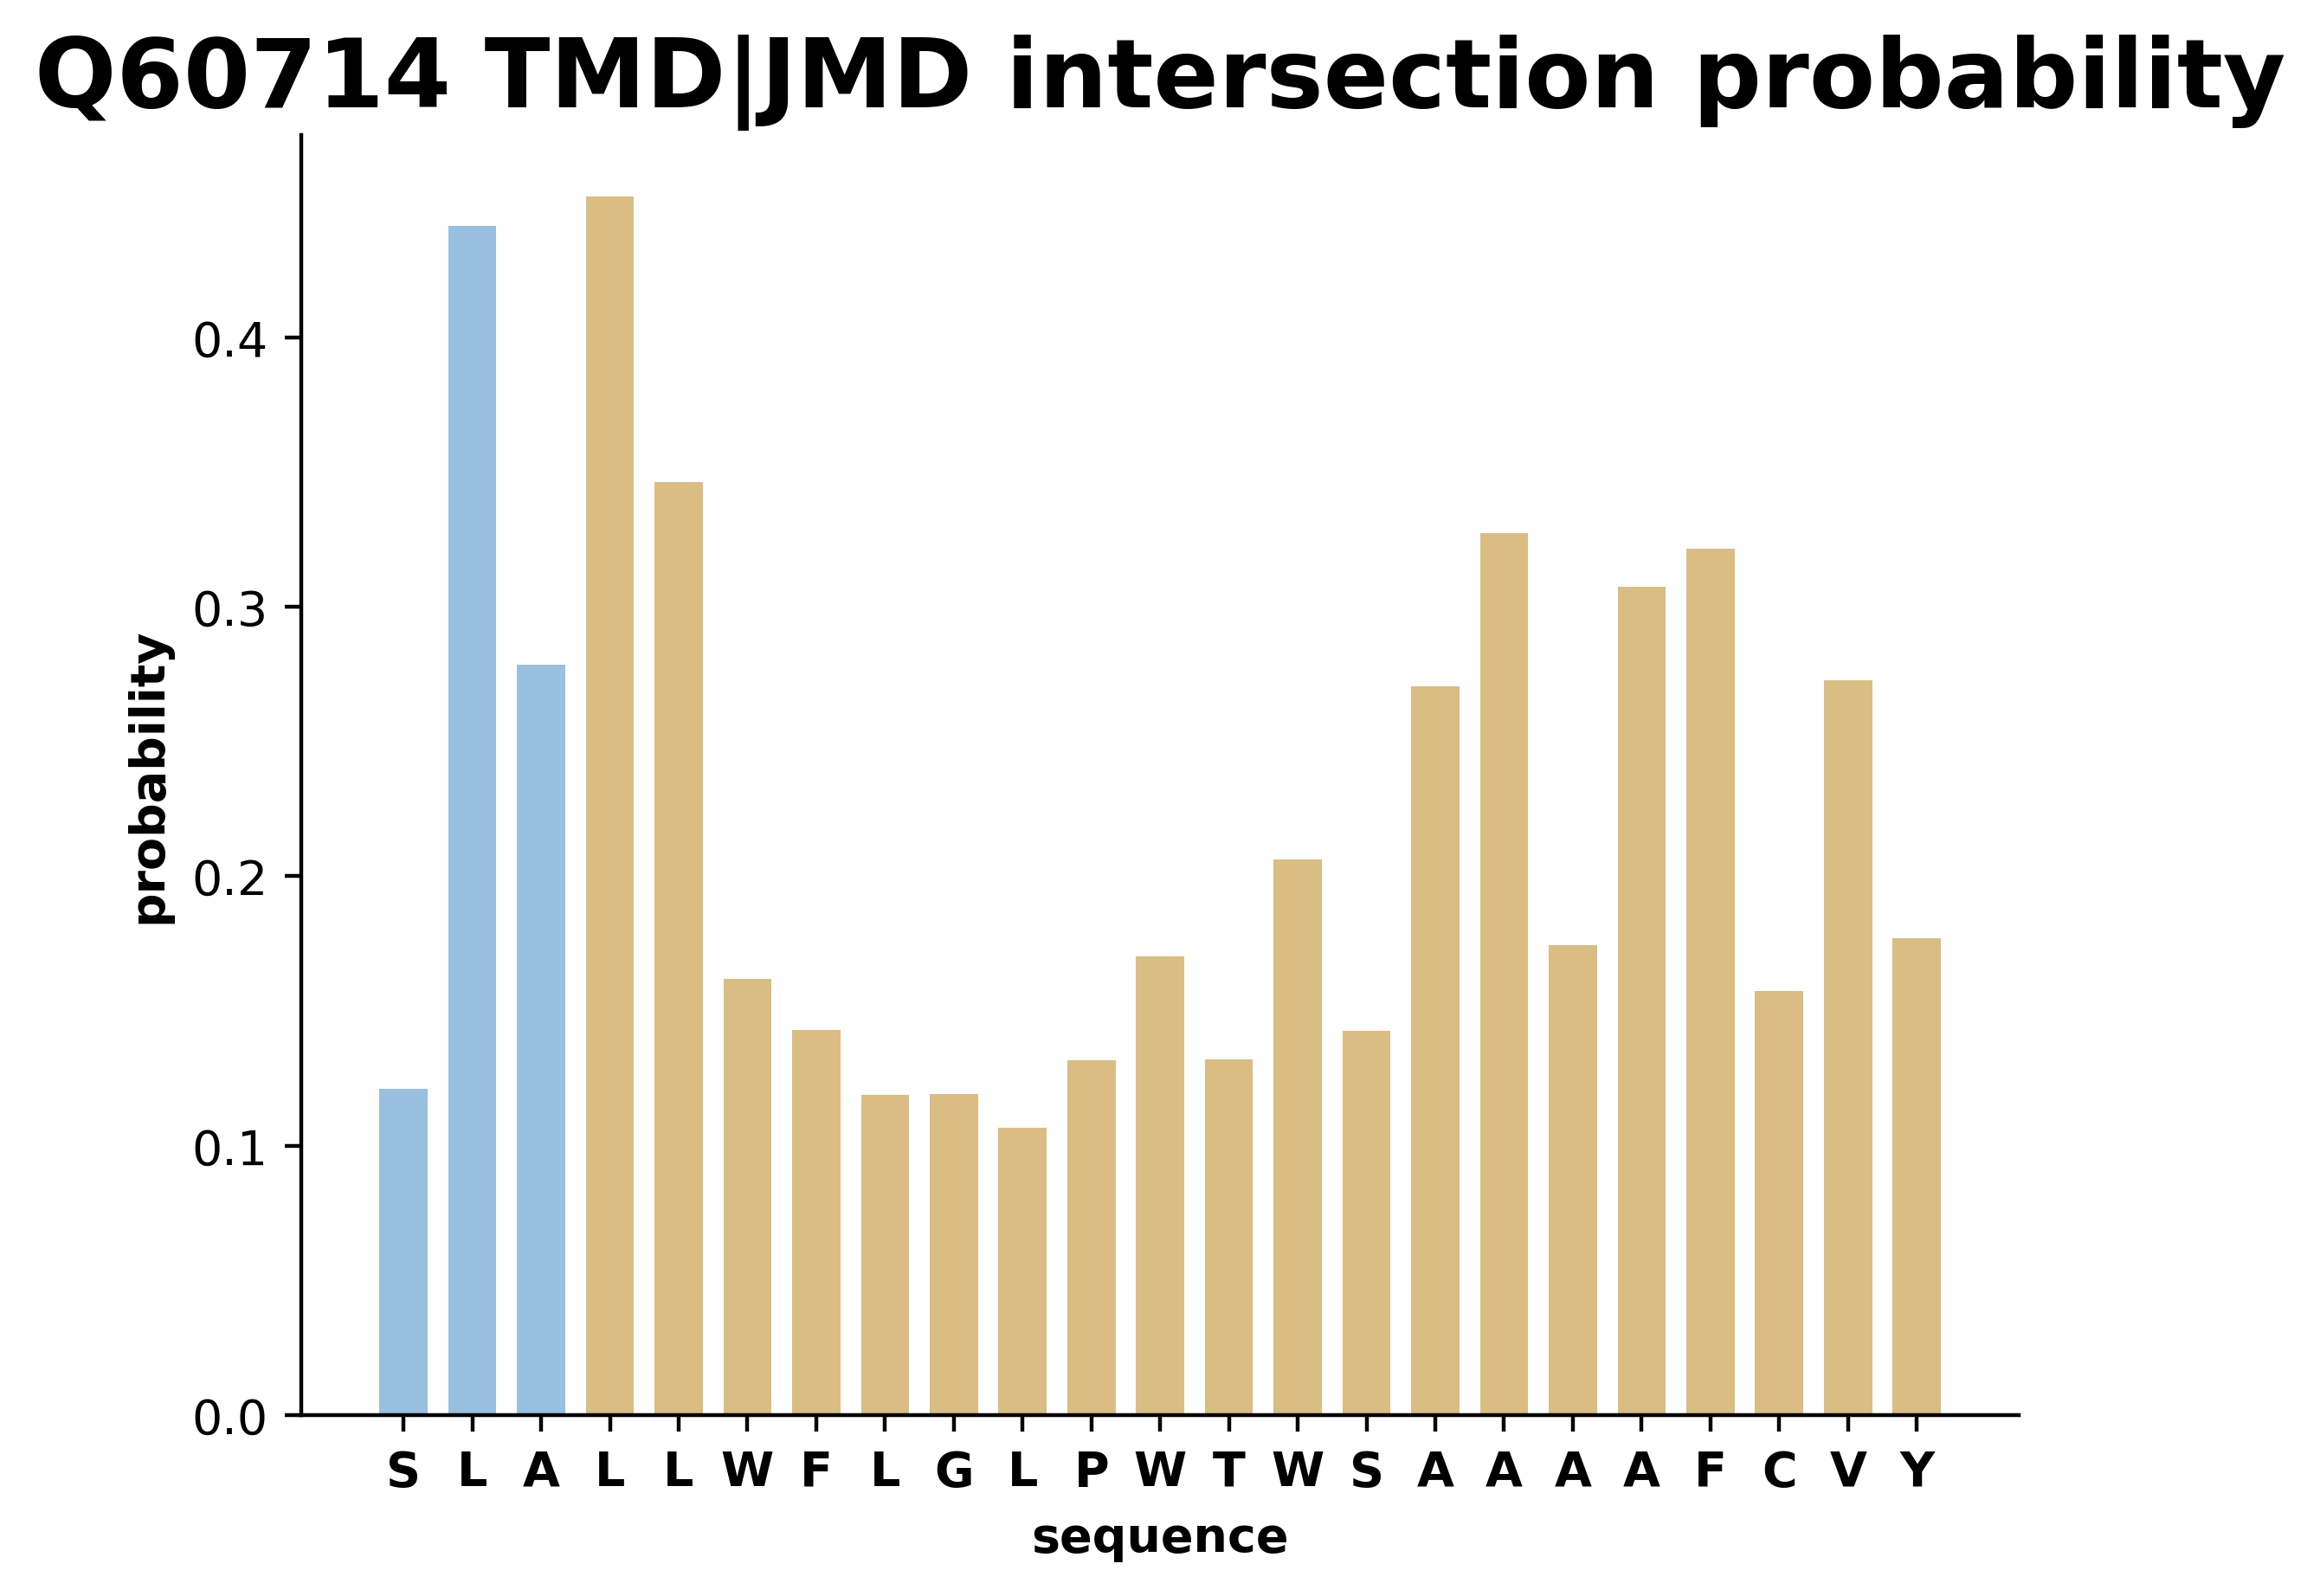 Q60714 TMD|JMD intersection probability
probability
0.4
0.3
0.2
0.1
0.0
S L A L L W F L G L P W T W S A A A A F C V Y
sequence